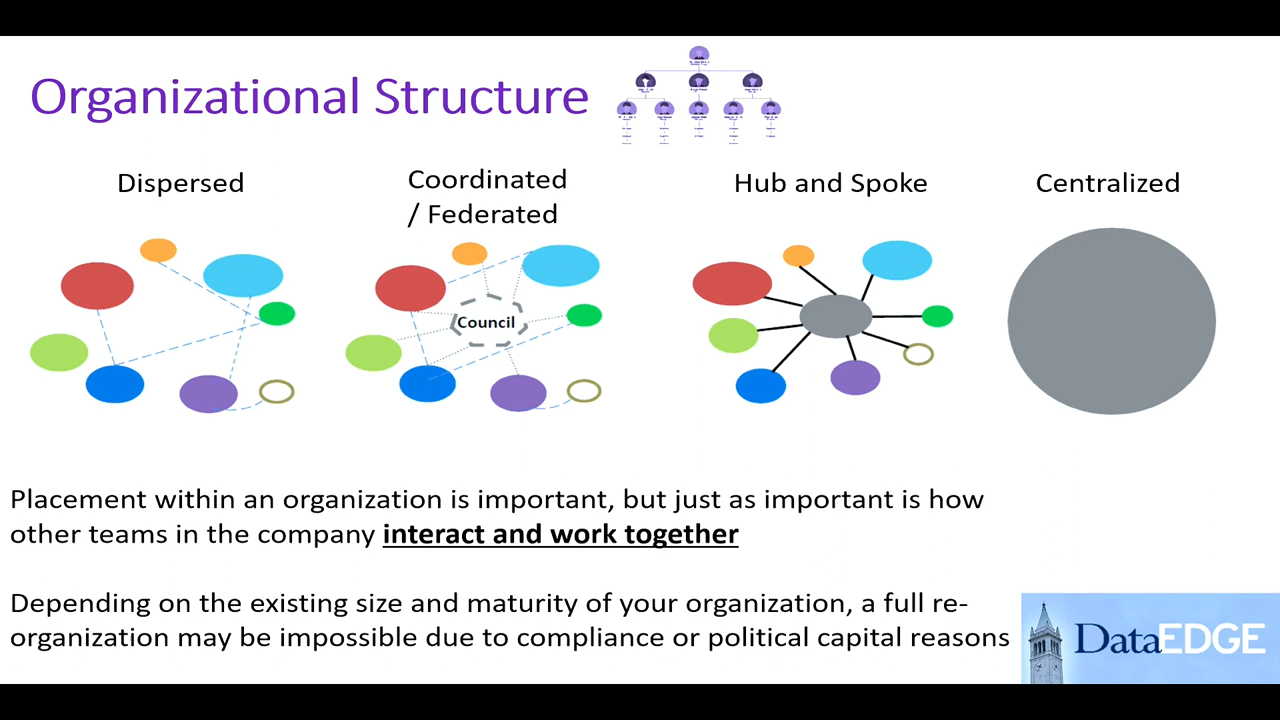 Organizational Structure
Dispersed
Coordinated
/ Federated
Hub and Spoke
Centralized
Council
Placement within an organization is important, but just as important is how
other teams in the company interact and work together
Depending on the existing size and maturity of your organization, a full re-
organization may be impossible due to compliance or political capital reasons
DataEDGE